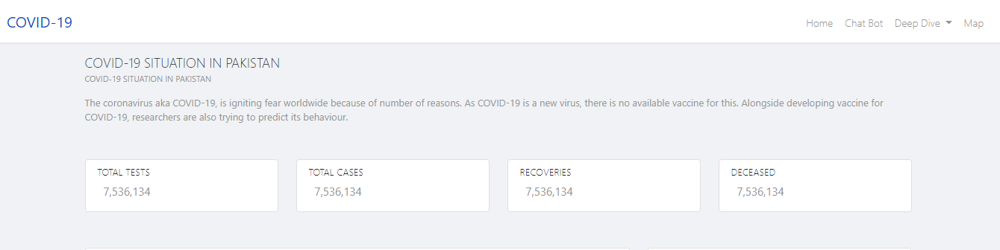 COVID-19
Home Chat Bot Deep Dive Map
COVID-19 SITUATION IN PAKISTAN
COVID-19 SITUATION IN PAKISTAN
The coronavirus aka COVID-19, is igniting fear worldwide because of number of reasons. As COVID-19 is a new virus, there is no available vaccine for this. Alongside developing vaccine for
COVID-19, researchers are also trying to predict its behaviour.
TOTAL TESTS
7,536,134
TOTAL CASES
7,536,134
RECOVERIES
7,536,134
DECEASED
7,536,134